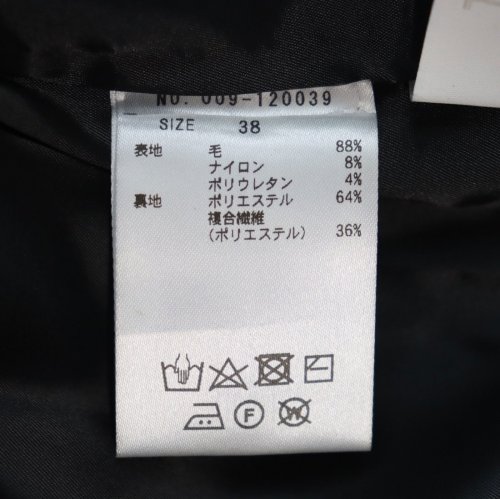 NO. 009-120039
SIZE 38
表地 毛 88%
ナイロン 8%
ポリウレタン 4%
裏地 ポリエステル 64%
複合繊維
(ポリエステル) 36%
F
W